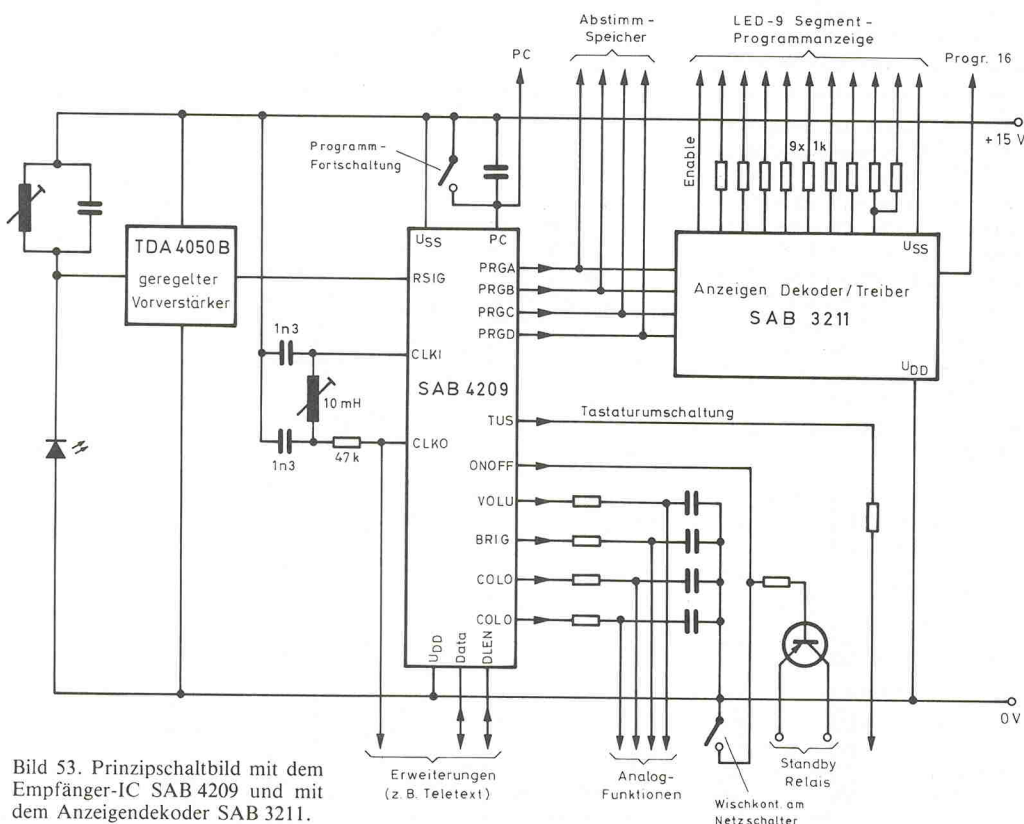 Abstimm-
Speicher
LED-9 Segment-
Programmanzeige
PC
Progr. 16
+15 V
Programm-
Fortschaltung
Enable
9x 1k
TDA 4050 B
geregelter
Vorverstärker
USS
PC
RSIG
PRGA
PRGB
PRGC
PRGD
USS
Anzeigen Dekoder/Treiber
SAB 3211
UDD
1n3
CLKI
10 mH
SAB 4209
1n3
47 k
CLKO
TUS
Tastaturumschaltung
ONOFF
VOLU
BRIG
COLO
COLO
UDD
Data
DLEN
0 V
Erweiterungen
(z. B. Teletext)
Analog-
Funktionen
Wischkont. am
Netzschalter
Standby
Relais
Bild 53. Prinzipschaltbild mit dem
Empfänger-IC SAB 4209 und mit
dem Anzeigendekoder SAB 3211.